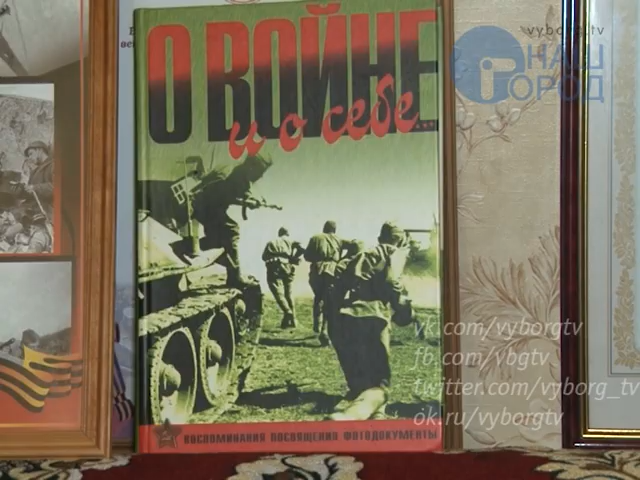 О ВОЙНЕ
и о себе...
ВОСПОМИНАНИЯ ПОСВЯЩЕНИЯ ФОТОДОКУМЕНТЫ
vyborg.tv
НАШ
ГОРОД
vk.com/vyborgtv
fb.com/vbgtv
twitter.com/vyborg_tv
ok.ru/vyborgtv